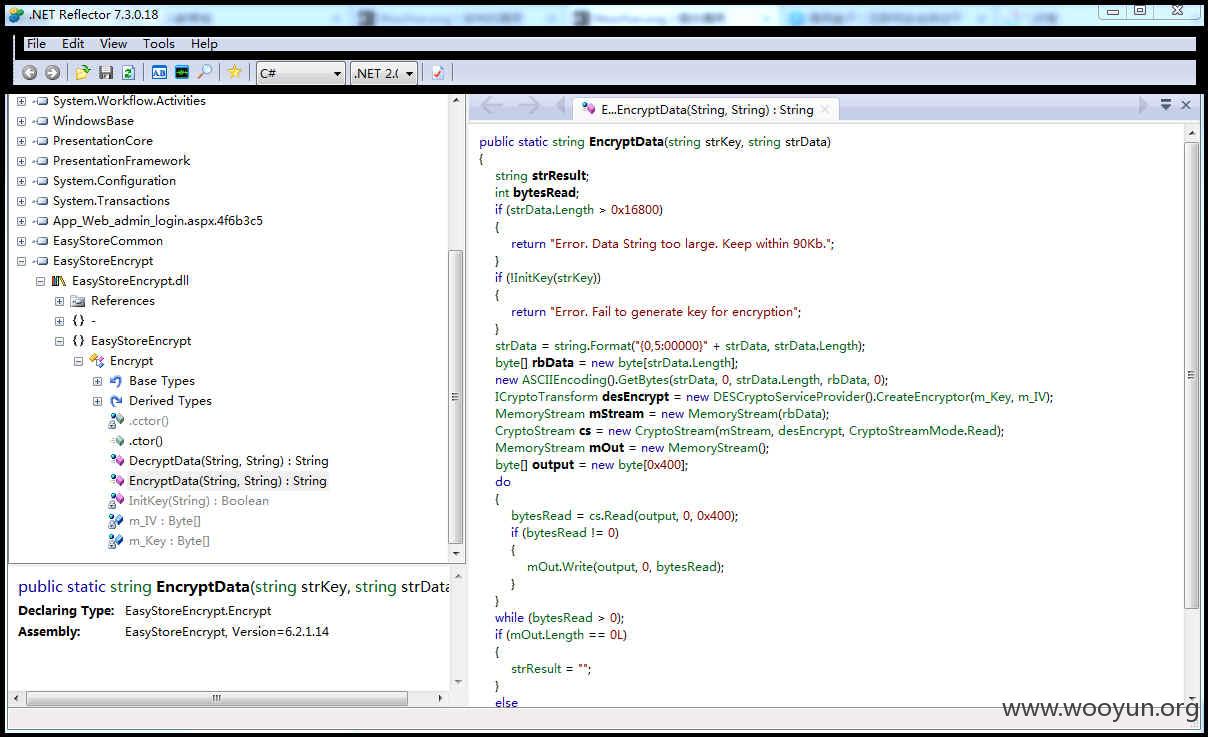 .NET Reflector 7.3.0.18
File Edit View Tools Help
C# .NET 2.(
System.Workflow.Activities
WindowsBase
PresentationCore
PresentationFramework
System.Configuration
System.Transactions
App_Web_admin_login.aspx.4f6b3c5
EasyStoreCommon
EasyStoreEncrypt
EasyStoreEncrypt.dll
References
{} -
{} EasyStoreEncrypt
Encrypt
Base Types
Derived Types
.cctor()
.ctor()
DecryptData(String, String) : String
EncryptData(String, String) : String
InitKey(String) : Boolean
m_IV : Byte[]
m_Key : Byte[]
public static string EncryptData(string strKey, string strData
Declaring Type: EasyStoreEncrypt.Encrypt
Assembly: EasyStoreEncrypt, Version=6.2.1.14
E...EncryptData(String, String) : String
public static string EncryptData(string strKey, string strData)
{
string strResult;
int bytesRead;
if (strData.Length > 0x16800)
{
return "Error. Data String too large. Keep within 90Kb.";
}
if (!InitKey(strKey))
{
return "Error. Fail to generate key for encryption";
}
strData = string.Format("{0,5:00000}" + strData, strData.Length);
byte[] rbData = new byte[strData.Length];
new ASCIIEncoding().GetBytes(strData, 0, strData.Length, rbData, 0);
ICryptoTransform desEncrypt = new DESCryptoServiceProvider().CreateEncryptor(m_Key, m_IV);
MemoryStream mStream = new MemoryStream(rbData);
CryptoStream cs = new CryptoStream(mStream, desEncrypt, CryptoStreamMode.Read);
MemoryStream mOut = new MemoryStream();
byte[] output = new byte[0x400];
do
{
bytesRead = cs.Read(output, 0, 0x400);
if (bytesRead != 0)
{
mOut.Write(output, 0, bytesRead);
}
}
while (bytesRead > 0);
if (mOut.Length == 0L)
{
strResult = "";
}
else
www.wooyun.org